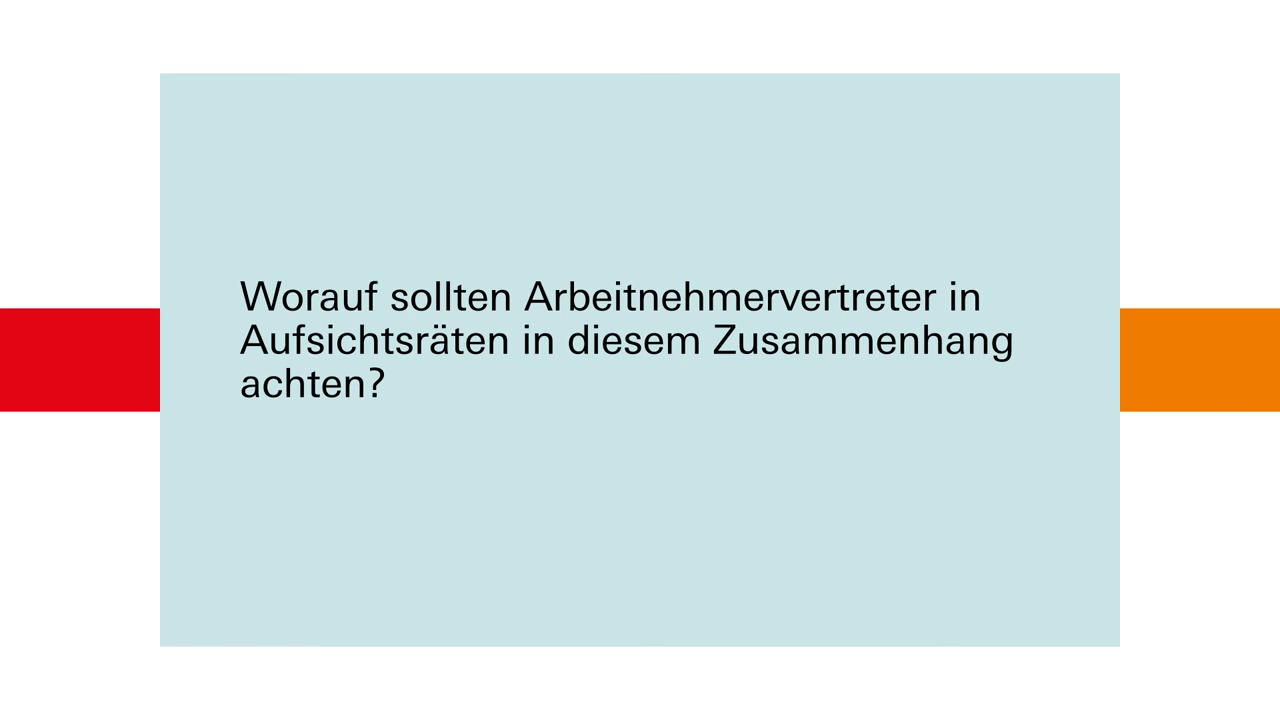 Worauf sollten Arbeitnehmervertreter in
Aufsichtsräten in diesem Zusammenhang
achten?